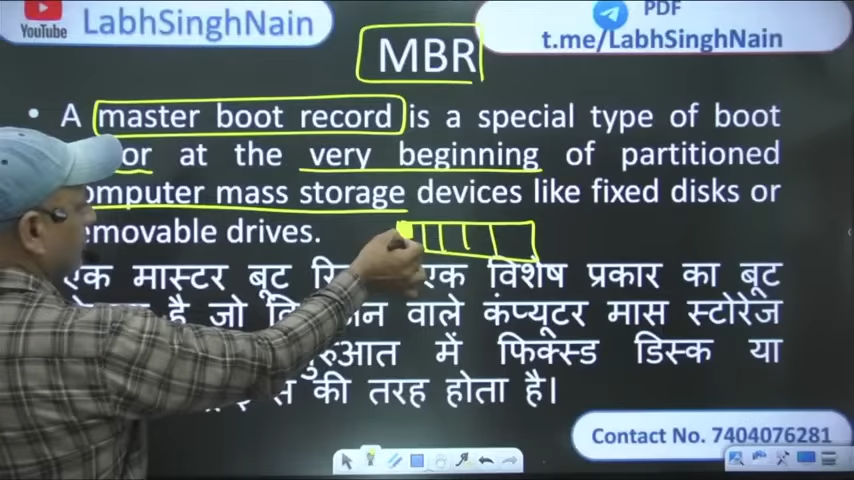 YouTube
LabhSinghNain
PDF
t.me/LabhSinghNain
MBR
• A master boot record is a special type of boot
at the very beginning of partitioned
computer mass storage devices like fixed disks or
removable drives.
एक मास्टर बूट एक विशेष प्रकार का बूट
है जो वाले कंप्यूटर मास स्टोरेज
शुरुआत में फिक्स्ड डिस्क या
की तरह होता है।
Contact No. 7404076281